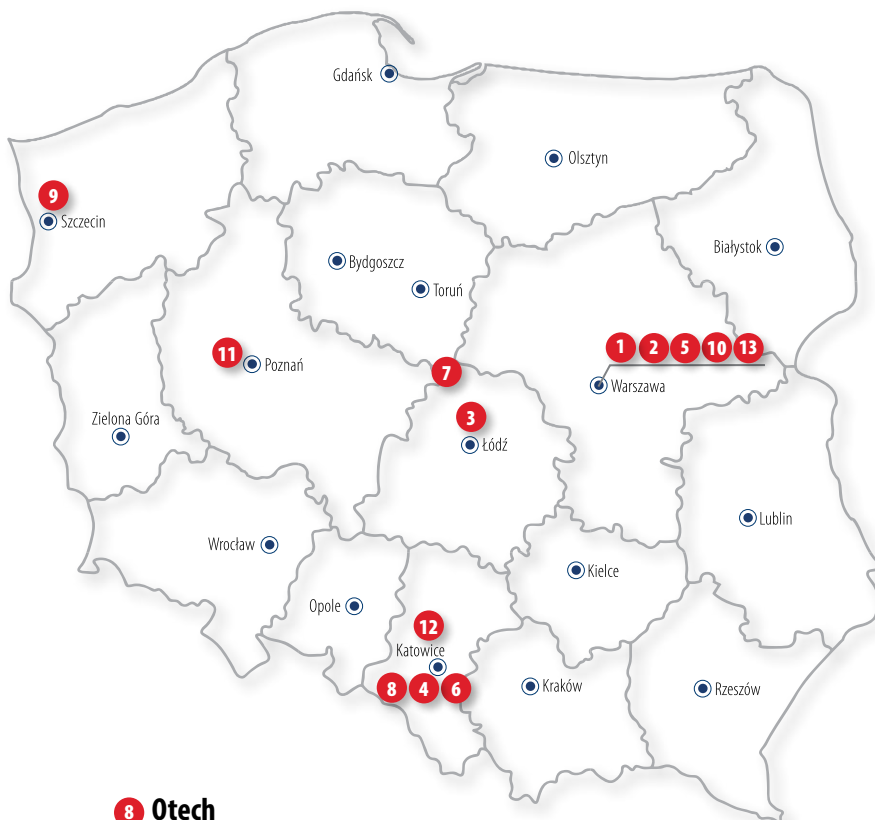 Gdańsk
Olsztyn
9
Szczecin
Białystok
Bydgoszcz
Toruń
1 2 5 10 13
11
Poznań
7
Warszawa
3
Zielona Góra
Łódź
Lublin
Wrocław
Kielce
Opole
12
Katowice
8 4 6
Kraków
Rzeszów
8 Otech